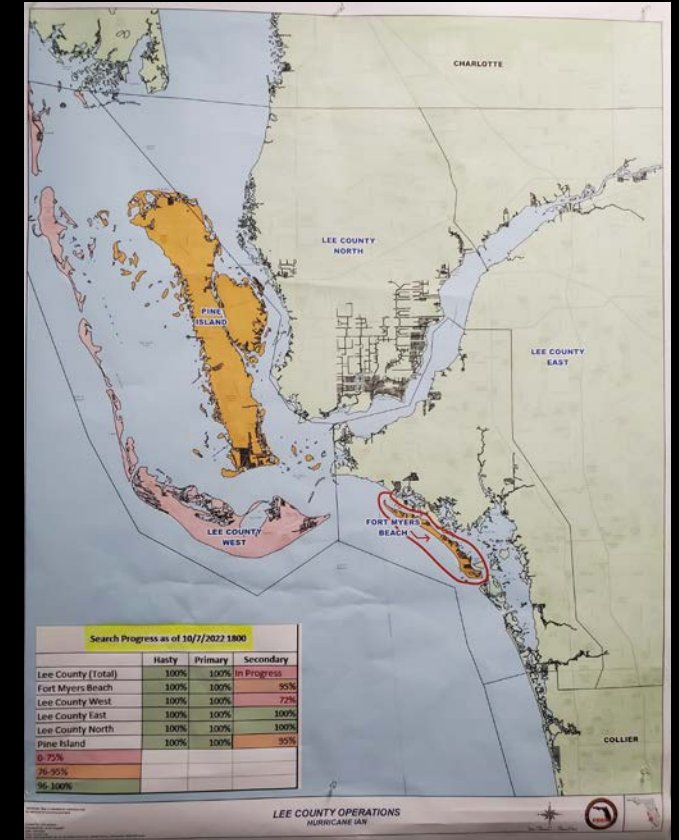 CHARLOTTE
LEE COUNTY
NORTH
PINE
ISLAND
LEE COUNTY
EAST
LEE COUNTY
WEST
FORT MYERS
BEACH
COLLIER
Search Progress as of 10/7/2022 1800
Hasty Primary Secondary
Lee County (Total) 100% 100% In Progress
Fort Myers Beach 100% 100% 95%
Lee County West 100% 100% 72%
Lee County East 100% 100% 100%
Lee County North 100% 100% 100%
Pine Island 100% 100% 95%
0-75%
76-95%
96-100%
LEE COUNTY OPERATIONS
HURRICANE IAN